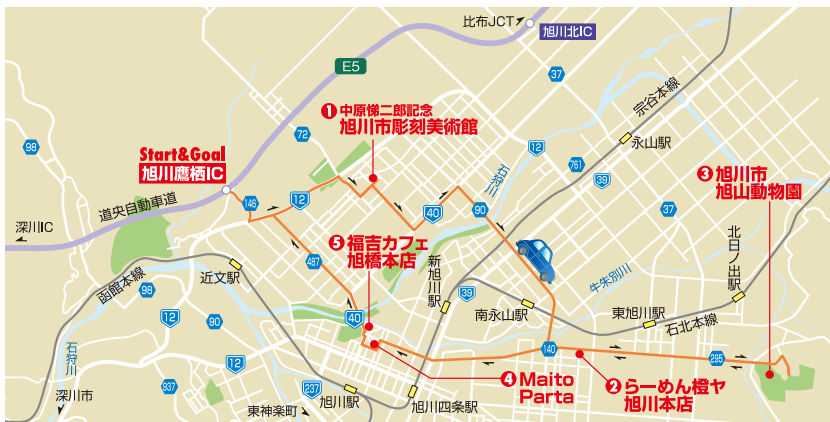 比布JCT
旭川北IC
E5
37
宗谷本線
❶中原悌二郎記念
旭川市彫刻美術館
72
98
石狩川
12
永山駅
761
39
Start&Goal
旭川鷹栖IC
❸旭川市
旭山動物園
146
12
道央自動車道
40
90
37
深川IC
❺福吉カフェ
旭橋本店
487
北日ノ出駅
函館本線
近文駅
新旭川駅
牛朱別川
98
39
12
90
40
南永山駅
東旭川駅
石北本線
石狩川
12
140
295
深川市
937
237
❹Maito
Parta
❷らーめん橙ヤ
旭川本店
東神楽町
旭川駅
旭川四条駅